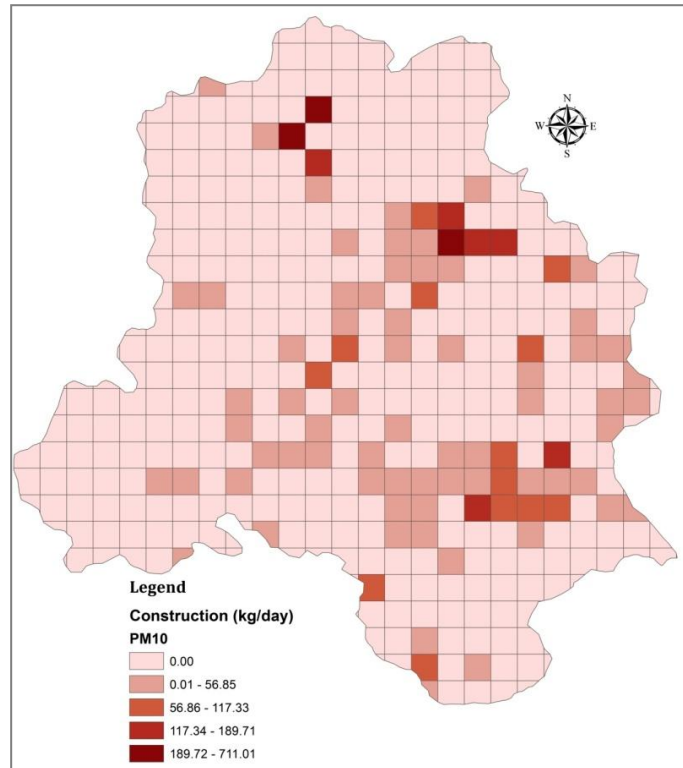 N
W E
S
Legend
Construction (kg/day)
PM10
0.00
0.01 - 56.85
56.86 - 117.33
117.34 - 189.71
189.72 - 711.01